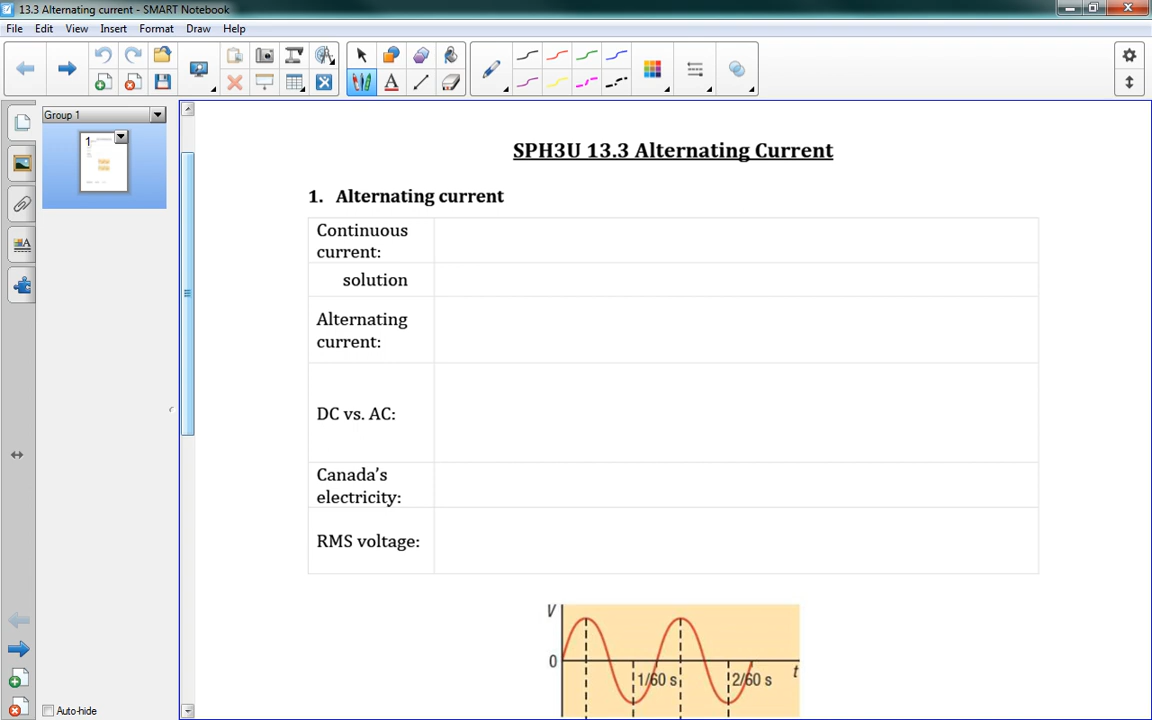 13.3 Alternating current - SMART Notebook
File Edit View Insert Format Draw Help
Group 1
1
SPH3U 13.3 Alternating Current
1. Alternating current
Continuous
current:
solution
Alternating
current:
DC vs. AC:
Canada's
electricity:
RMS voltage:
V
0
1/60 s
2/60 s
t
Auto-hide